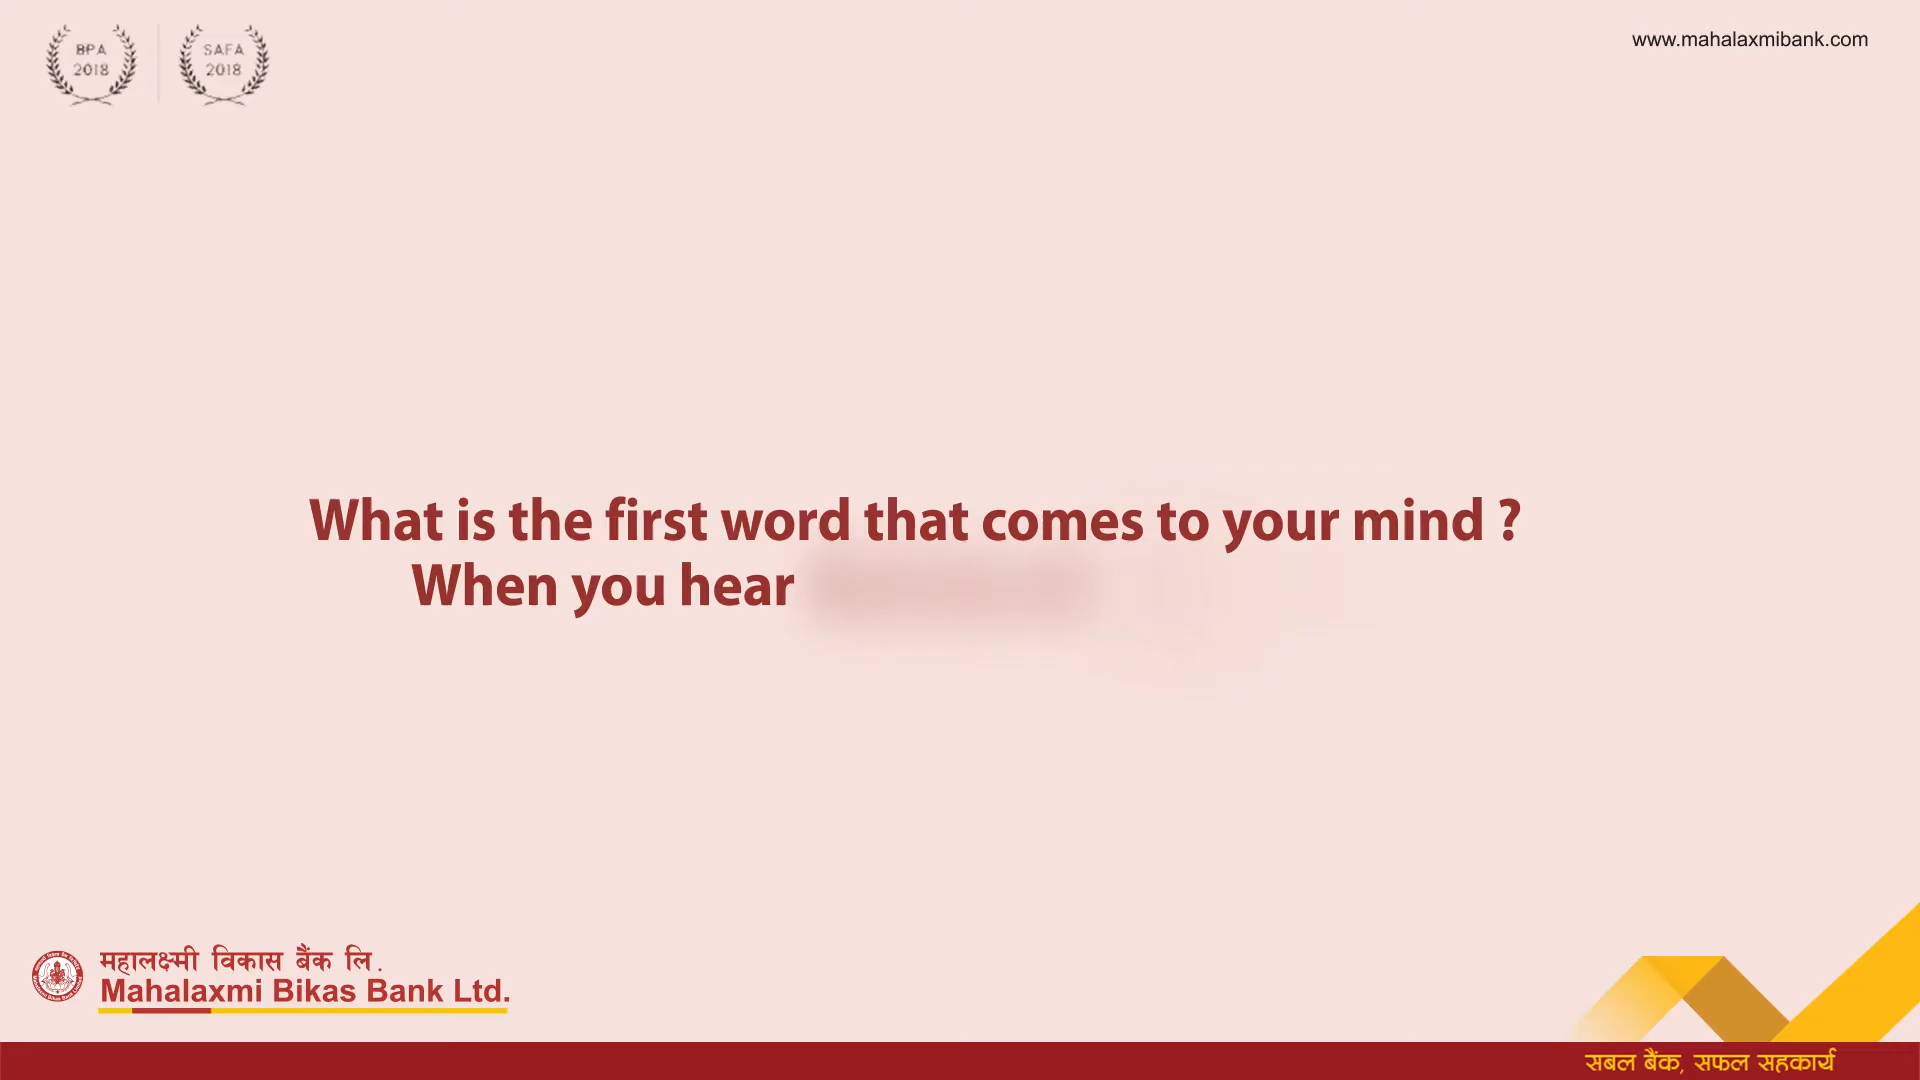 BPA
2018
SAFA
2018
www.mahalaxmibank.com
What is the first word that comes to your mind ?
When you hear
महालक्ष्मी विकास बैंक लि.
Mahalaxmi Bikas Bank Ltd.
सबल बैंक, सफल सहकार्य